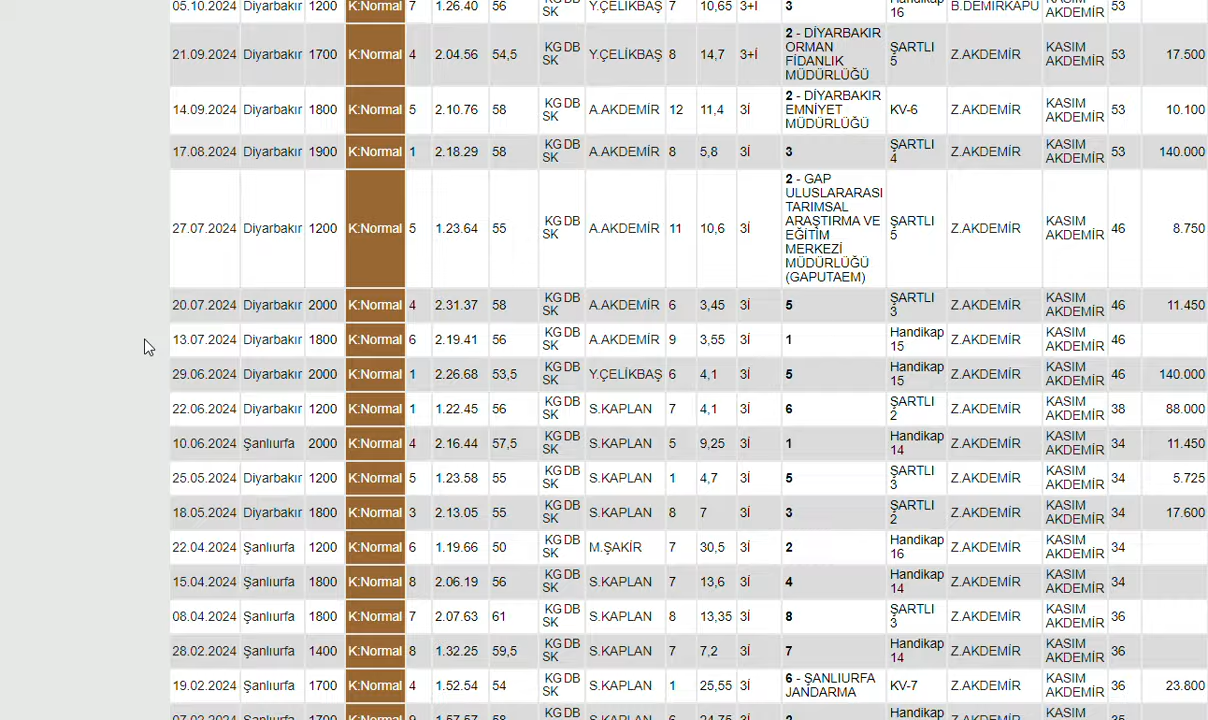 05.10.2024 Diyarbakır 1200 K:Normal 7 1.26.40 56 KG DB SK Y.ÇELİKBAŞ 7 10,65 3+İ 3 Handikap 16 B.DEMİRKAPU KASIM AKDEMİR 53
21.09.2024 Diyarbakır 1700 K:Normal 4 2.04.56 54,5 KG DB SK Y.ÇELİKBAŞ 8 14,7 3+İ 2 - DİYARBAKIR ORMAN FİDANLIK MÜDÜRLÜĞÜ ŞARTLI 5 Z.AKDEMİR KASIM AKDEMİR 53 17.500
14.09.2024 Diyarbakır 1800 K:Normal 5 2.10.76 58 KG DB SK A.AKDEMİR 12 11,4 3İ 2 - DİYARBAKIR EMNİYET MÜDÜRLÜĞÜ KV-6 Z.AKDEMİR KASIM AKDEMİR 53 10.100
17.08.2024 Diyarbakır 1900 K:Normal 1 2.18.29 58 KG DB SK A.AKDEMİR 8 5,8 3İ 3 ŞARTLI 4 Z.AKDEMİR KASIM AKDEMİR 53 140.000
27.07.2024 Diyarbakır 1200 K:Normal 5 1.23.64 55 KG DB SK A.AKDEMİR 11 10,6 3İ 2 - GAP ULUSLARARASI TARIMSAL ARAŞTIRMA VE EĞİTİM MERKEZİ MÜDÜRLÜĞÜ (GAPUTAEM) ŞARTLI 5 Z.AKDEMİR KASIM AKDEMİR 46 8.750
20.07.2024 Diyarbakır 2000 K:Normal 4 2.31.37 58 KG DB SK A.AKDEMİR 6 3,45 3İ 5 ŞARTLI 3 Z.AKDEMİR KASIM AKDEMİR 46 11.450
13.07.2024 Diyarbakır 1800 K:Normal 6 2.19.41 56 KG DB SK A.AKDEMİR 9 3,55 3İ 1 Handikap 15 Z.AKDEMİR KASIM AKDEMİR 46
29.06.2024 Diyarbakır 2000 K:Normal 1 2.26.68 53,5 KG DB SK Y.ÇELİKBAŞ 6 4,1 3İ 5 Handikap 15 Z.AKDEMİR KASIM AKDEMİR 46 140.000
22.06.2024 Diyarbakır 1200 K:Normal 1 1.22.45 56 KG DB SK S.KAPLAN 7 4,1 3İ 6 ŞARTLI 2 Z.AKDEMİR KASIM AKDEMİR 38 88.000
10.06.2024 Şanlıurfa 2000 K:Normal 4 2.16.44 57,5 KG DB SK S.KAPLAN 5 9,25 3İ 1 Handikap 14 Z.AKDEMİR KASIM AKDEMİR 34 11.450
25.05.2024 Diyarbakır 1200 K:Normal 5 1.23.58 55 KG DB SK S.KAPLAN 1 4,7 3İ 5 ŞARTLI 3 Z.AKDEMİR KASIM AKDEMİR 34 5.725
18.05.2024 Diyarbakır 1800 K:Normal 3 2.13.05 55 KG DB SK S.KAPLAN 8 7 3İ 3 ŞARTLI 2 Z.AKDEMİR KASIM AKDEMİR 34 17.600
22.04.2024 Şanlıurfa 1200 K:Normal 6 1.19.66 50 KG DB SK M.ŞAKİR 7 30,5 3İ 2 Handikap 16 Z.AKDEMİR KASIM AKDEMİR 34
15.04.2024 Şanlıurfa 1800 K:Normal 8 2.06.19 56 KG DB SK S.KAPLAN 7 13,6 3İ 4 Handikap 14 Z.AKDEMİR KASIM AKDEMİR 34
08.04.2024 Şanlıurfa 1800 K:Normal 7 2.07.63 61 KG DB SK S.KAPLAN 8 13,35 3İ 8 ŞARTLI 3 Z.AKDEMİR KASIM AKDEMİR 36
28.02.2024 Şanlıurfa 1400 K:Normal 8 1.32.25 59,5 KG DB SK S.KAPLAN 7 7,2 3İ 7 Handikap 14 Z.AKDEMİR KASIM AKDEMİR 36
19.02.2024 Şanlıurfa 1700 K:Normal 4 1.52.54 54 KG DB SK S.KAPLAN 1 25,55 3İ 6 - ŞANLIURFA JANDARMA KV-7 Z.AKDEMİR KASIM AKDEMİR 36 23.800
07.02.2024 Şanlıurfa 1700 K:Normal KG DB S.KAPLAN 24,75 3İ Handikap Z.AKDEMİR KASIM